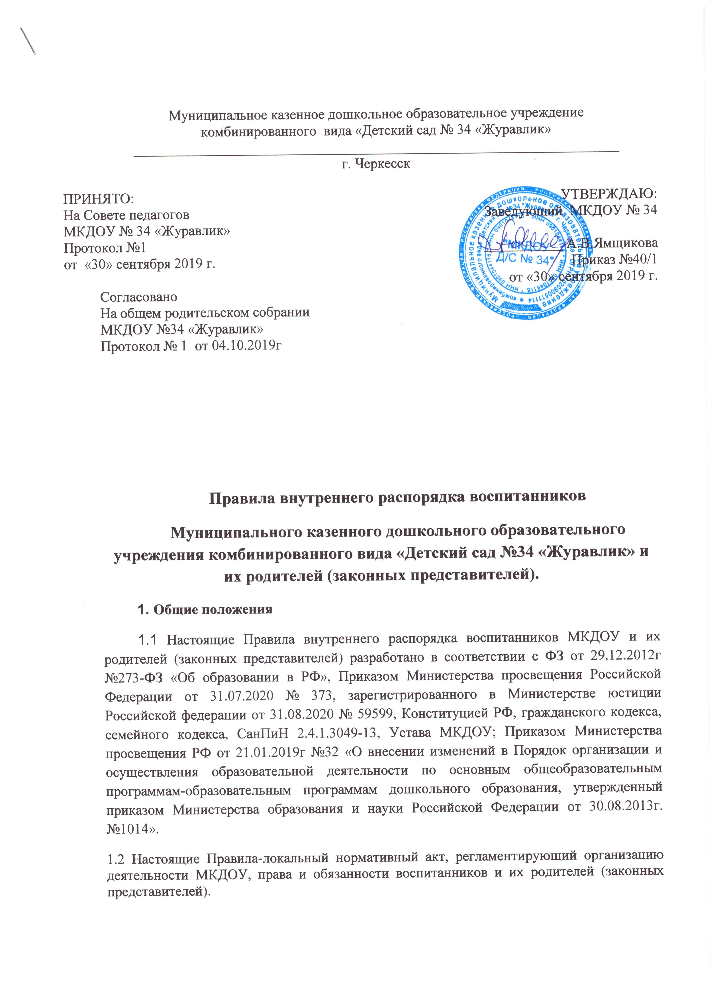 Муниципальное казенное дошкольное образовательное учреждение
комбинированного вида «Детский сад № 34 «Журавлик»
г. Черкесск
ПРИНЯТО:
На Совете педагогов
МКДОУ № 34 «Журавлик»
Протокол №1
от «30» сентября 2019 г.
УТВЕРЖДАЮ:
Заведующий МКДОУ № 34
А.В.Ямщикова
Приказ №40/1
от «30» сентября 2019 г.
"МКДОУ
Д/С № 34"
Согласовано
На общем родительском собрании
МКДОУ №34 «Журавлик»
Протокол № 1 от 04.10.2019г
Правила внутреннего распорядка воспитанников
Муниципального казенного дошкольного образовательного
учреждения комбинированного вида «Детский сад №34 «Журавлик» и
их родителей (законных представителей).
1. Общие положения
1.1 Настоящие Правила внутреннего распорядка воспитанников МКДОУ и их
родителей (законных представителей) разработано в соответствии с ФЗ от 29.12.2012г
№273-ФЗ «Об образовании в РФ», Приказом Министерства просвещения Российской
Федерации от 31.07.2020 № 373, зарегистрированного в Министерстве юстиции
Российской федерации от 31.08.2020 № 59599, Конституцией РФ, гражданского кодекса,
семейного кодекса, СанПиН 2.4.1.3049-13, Устава МКДОУ; Приказом Министерства
просвещения РФ от 21.01.2019г №32 «О внесении изменений в Порядок организации и
осуществления образовательной деятельности по основным общеобразовательным
программам-образовательным программам дошкольного образования, утвержденный
приказом Министерства образования и науки Российской Федерации от 30.08.2013г.
№1014».
1.2 Настоящие Правила-локальный нормативный акт, регламентирующий организацию
деятельности МКДОУ, права и обязанности воспитанников и их родителей (законных
представителей).